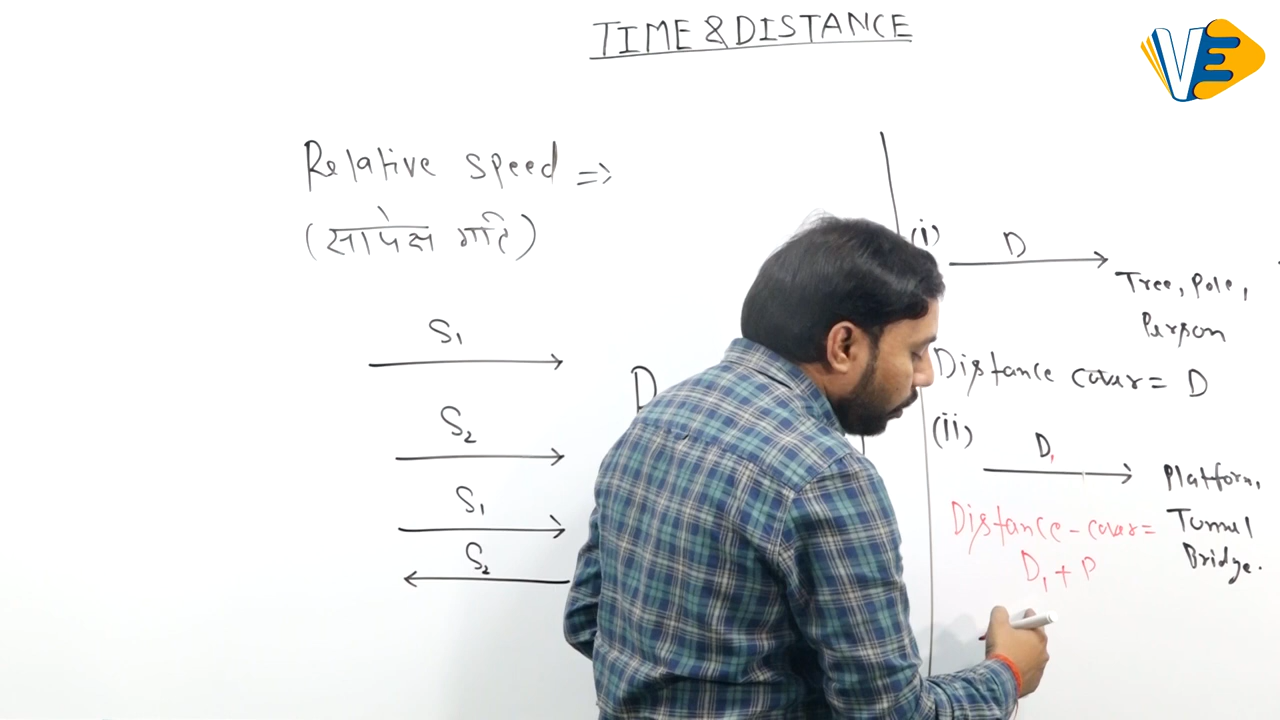 TIME & DISTANCE
VE
Relative speed =>
(सापेक्ष गति)
S₁
S₂
S₁
S₂
D
(i) D
Tree, Pole,
Person
Distance cover = D
(ii) D₁
Platform,
Tunnel
Bridge.
Distance - cover =
D₁ + P